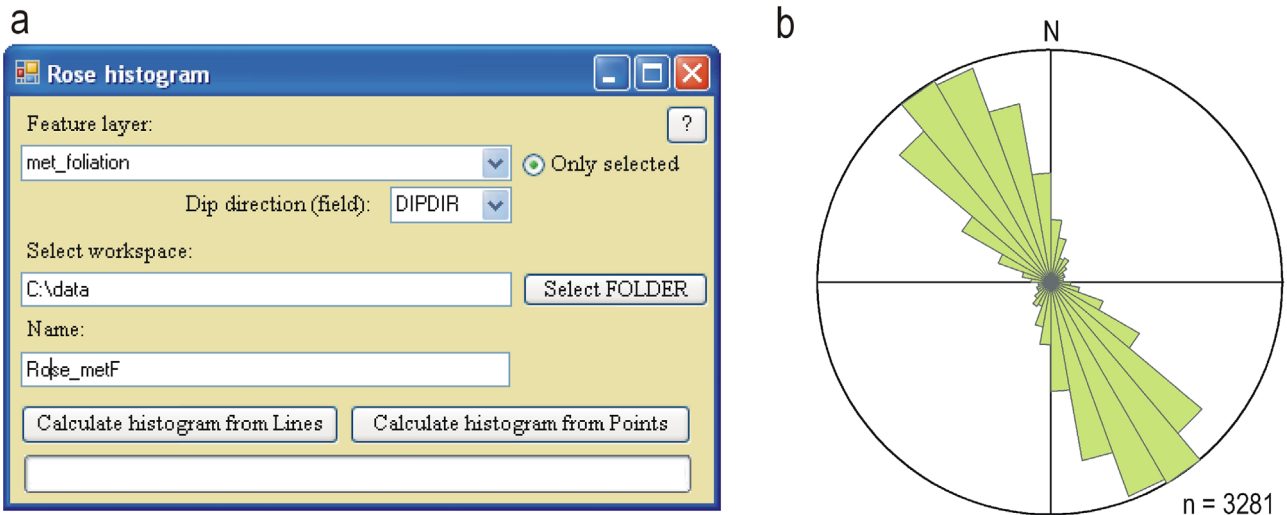 a
Rose histogram
Feature layer:
?
met_foliation
Only selected
Dip direction (field):
DIPDIR
Select workspace:
C:\data
Select FOLDER
Name:
Rose_metF
Calculate histogram from Lines
Calculate histogram from Points
b
N
n = 3281